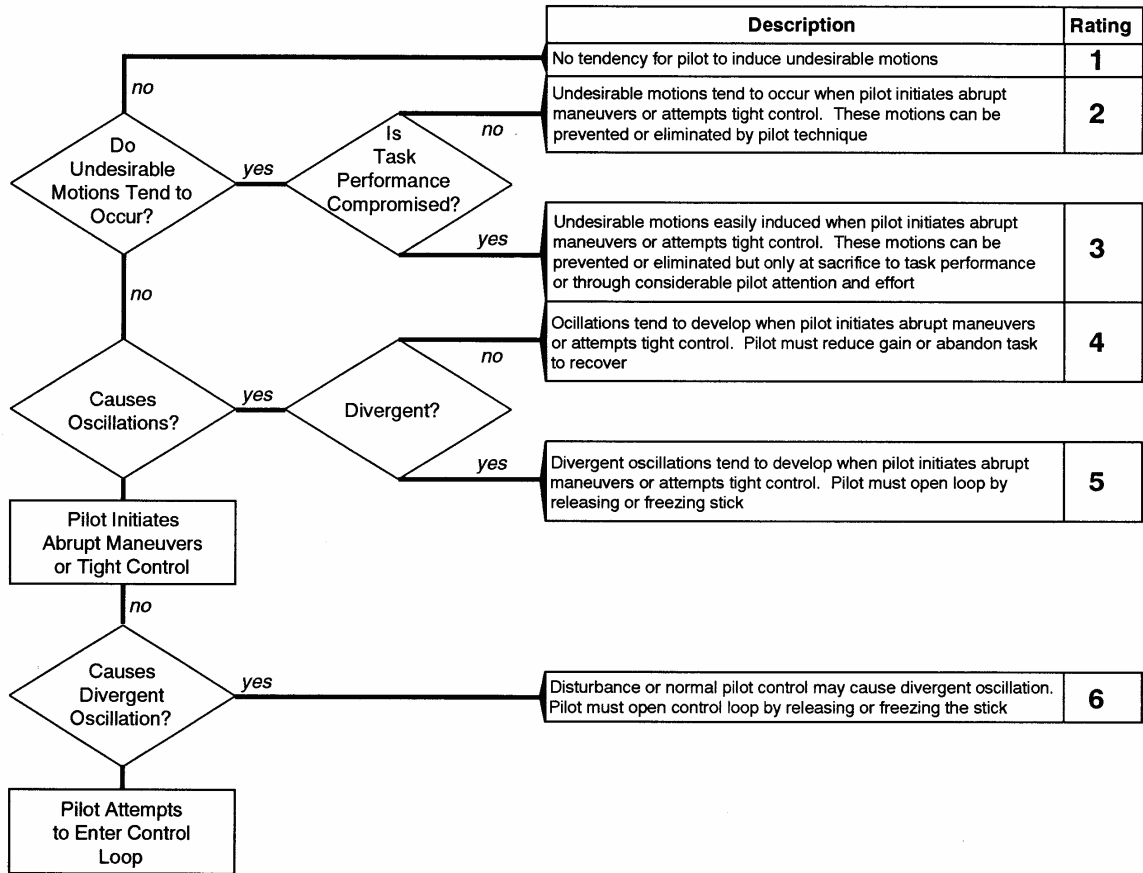 Description
Rating
no
No tendency for pilot to induce undesirable motions
1
Do
Undesirable
Motions Tend to
Occur?
yes
Is
Task
Performance
Compromised?
no
Undesirable motions tend to occur when pilot initiates abrupt
maneuvers or attempts tight control. These motions can be
prevented or eliminated by pilot technique
2
yes
Undesirable motions easily induced when pilot initiates abrupt
maneuvers or attempts tight control. These motions can be
prevented or eliminated but only at sacrifice to task performance
or through considerable pilot attention and effort
3
no
Causes
Oscillations?
yes
Divergent?
no
Ocillations tend to develop when pilot initiates abrupt maneuvers
or attempts tight control. Pilot must reduce gain or abandon task
to recover
4
yes
Divergent oscillations tend to develop when pilot initiates abrupt
maneuvers or attempts tight control. Pilot must open loop by
releasing or freezing stick
5
Pilot Initiates
Abrupt Maneuvers
or Tight Control
no
Causes
Divergent
Oscillation?
yes
Disturbance or normal pilot control may cause divergent oscillation.
Pilot must open control loop by releasing or freezing the stick
6
Pilot Attempts
to Enter Control
Loop